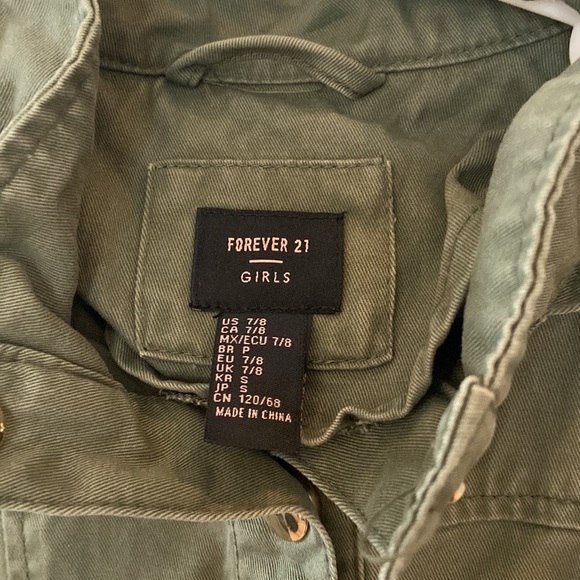 FOREVER 21
GIRLS
US 7/8
CA 7/8
MX/ECU 7/8
BR P
EU 7/8
UK 7/8
KR S
JP S
CN 120/68
MADE IN CHINA